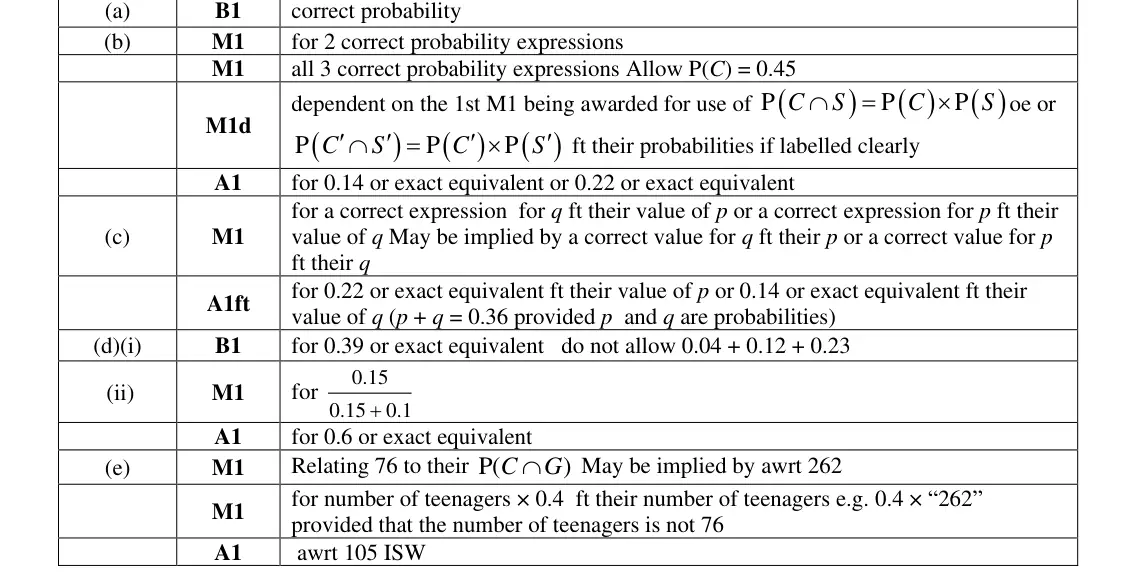 (a) B1 correct probability
(b) M1 for 2 correct probability expressions
M1 all 3 correct probability expressions Allow P(C) = 0.45
M1d dependent on the 1st M1 being awarded for use of P(C∩S)=P(C)×P(S) oe or
P(C′∩S′)=P(C′)×P(S′) ft their probabilities if labelled clearly
A1 for 0.14 or exact equivalent or 0.22 or exact equivalent
(c) M1 for a correct expression for q ft their value of p or a correct expression for p ft their
value of q May be implied by a correct value for q ft their p or a correct value for p
ft their q
A1ft for 0.22 or exact equivalent ft their value of p or 0.14 or exact equivalent ft their
value of q (p + q = 0.36 provided p and q are probabilities)
(d)(i) B1 for 0.39 or exact equivalent do not allow 0.04 + 0.12 + 0.23
(ii) M1 for 0.15
0.15 + 0.1
A1 for 0.6 or exact equivalent
(e) M1 Relating 76 to their P(C∩G) May be implied by awrt 262
M1 for number of teenagers × 0.4 ft their number of teenagers e.g. 0.4 × “262”
provided that the number of teenagers is not 76
A1 awrt 105 ISW